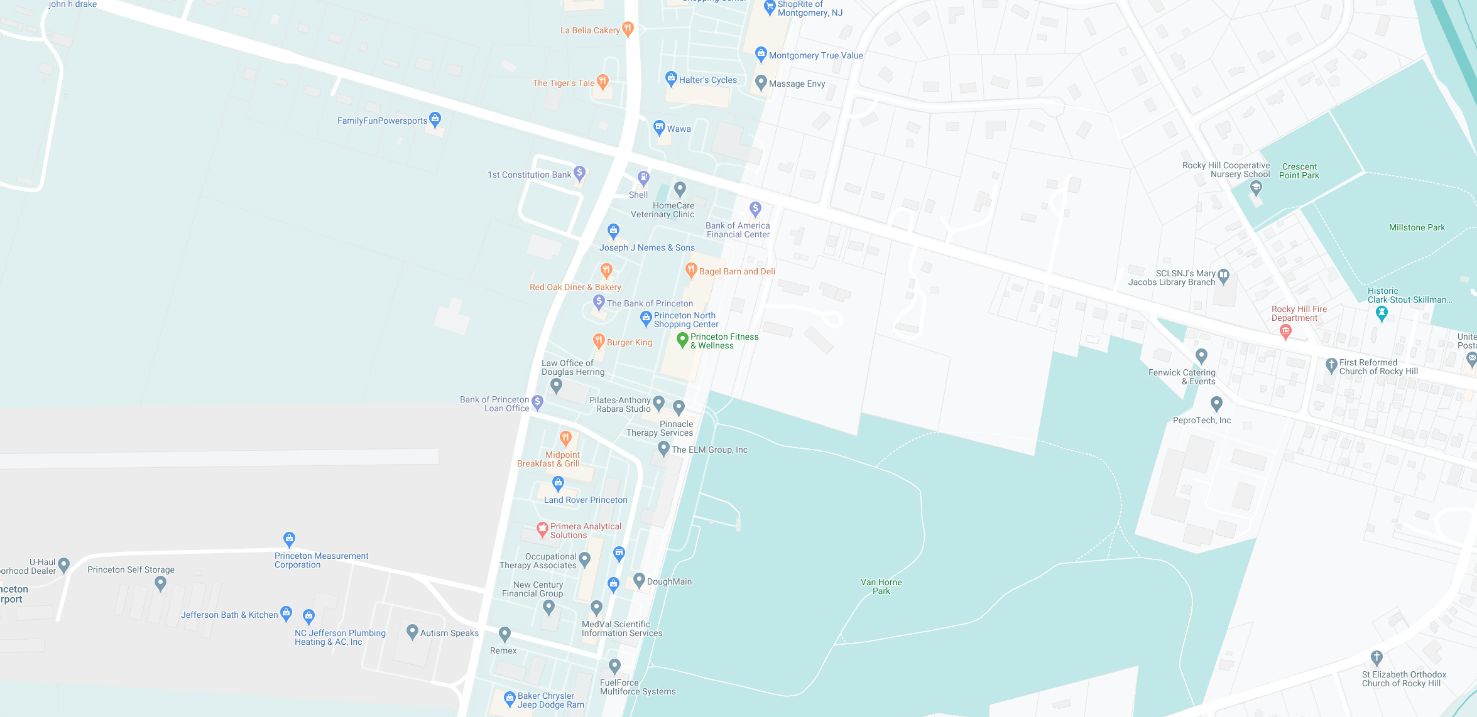 john h drake
Shopping Center
ShopRite of
Montgomery, NJ
La Bella Cakery
Montgomery True Value
The Tiger's Tale
Halter's Cycles
Massage Envy
FamilyFunPowersports
Wawa
1st Constitution Bank
Shell
HomeCare
Veterinary Clinic
Bank of America
Financial Center
Joseph J Nemes & Sons
Red Oak Diner & Bakery
Bagel Barn and Deli
The Bank of Princeton
Princeton North
Shopping Center
Burger King
Princeton Fitness
& Wellness
Law Office of
Douglas Herring
Bank of Princeton
Loan Office
Pilates-Anthony
Rabara Studio
Pinnacle
Therapy Services
The ELM Group, Inc
Midpoint
Breakfast & Grill
Land Rover Princeton
Primera Analytical
Solutions
Occupational
Therapy Associates
New Century
Financial Group
DoughMain
MedVal Scientific
Information Services
Remex
FuelForce
Multiforce Systems
Baker Chrysler
Jeep Dodge Ram
U-Haul
orhood Dealer
nceton
rport
Princeton Self Storage
Princeton Measurement
Corporation
Jefferson Bath & Kitchen
NC Jefferson Plumbing
Heating & AC, Inc
Autism Speaks
Van Horne
Park
Rocky Hill Cooperative
Nursery School
Crescent
Point Park
Millstone Park
SCLSNJ's Mary
Jacobs Library Branch
Historic
Clark-Stout-Skillman...
Rocky Hill Fire
Department
First Reformed
Church of Rocky Hill
Unite
Posta
Fenwick Catering
& Events
PeproTech, Inc
St Elizabeth Orthodox
Church of Rocky Hill